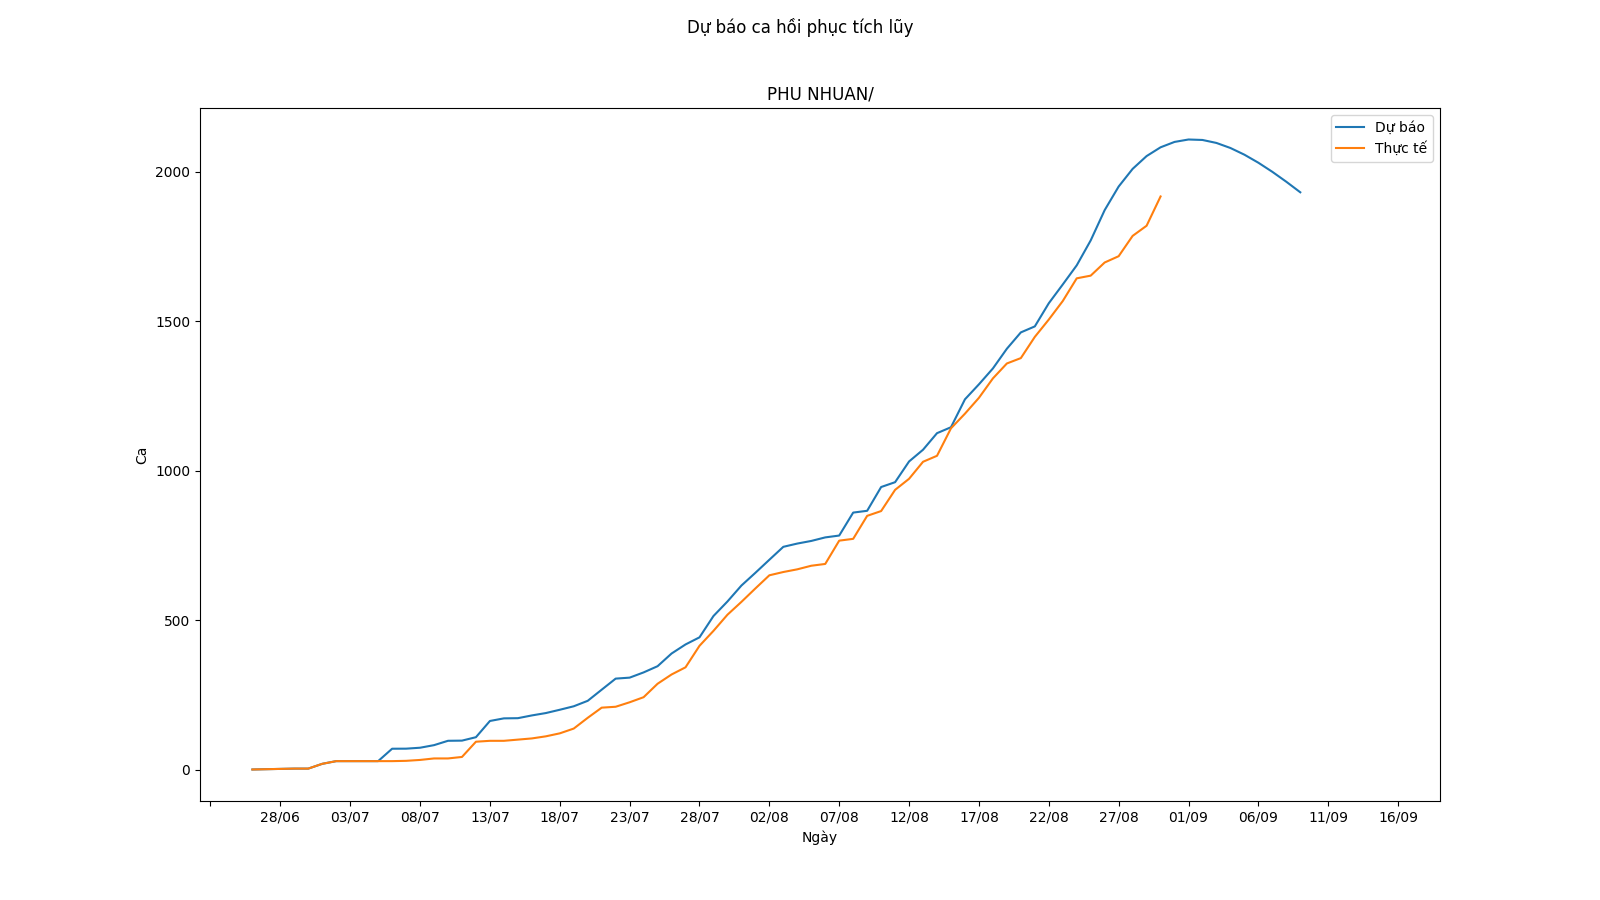 Dự báo ca hồi phục tích lũy
PHU NHUAN/
Dự báo
Thực tế
2000
1500
1000
500
0
Ca
28/06 03/07 08/07 13/07 18/07 23/07 28/07 02/08 07/08 12/08 17/08 22/08 27/08 01/09 06/09 11/09 16/09
Ngày